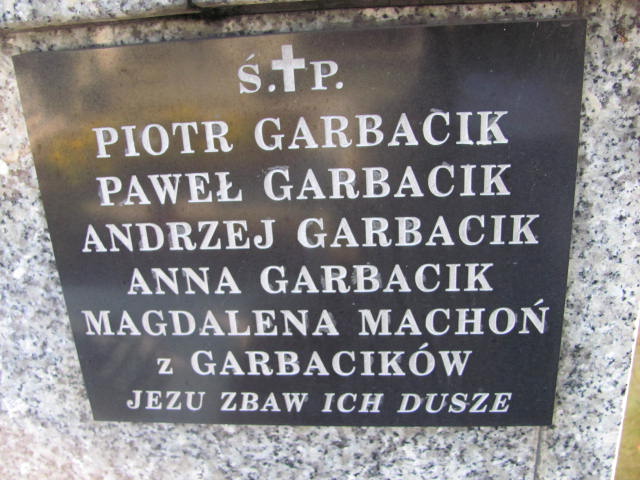 Ś.✝P.
PIOTR GARBACIK
PAWEŁ GARBACIK
ANDRZEJ GARBACIK
ANNA GARBACIK
MAGDALENA MACHOŃ
z GARBACIKÓW
JEZU ZBAW ICH DUSZE